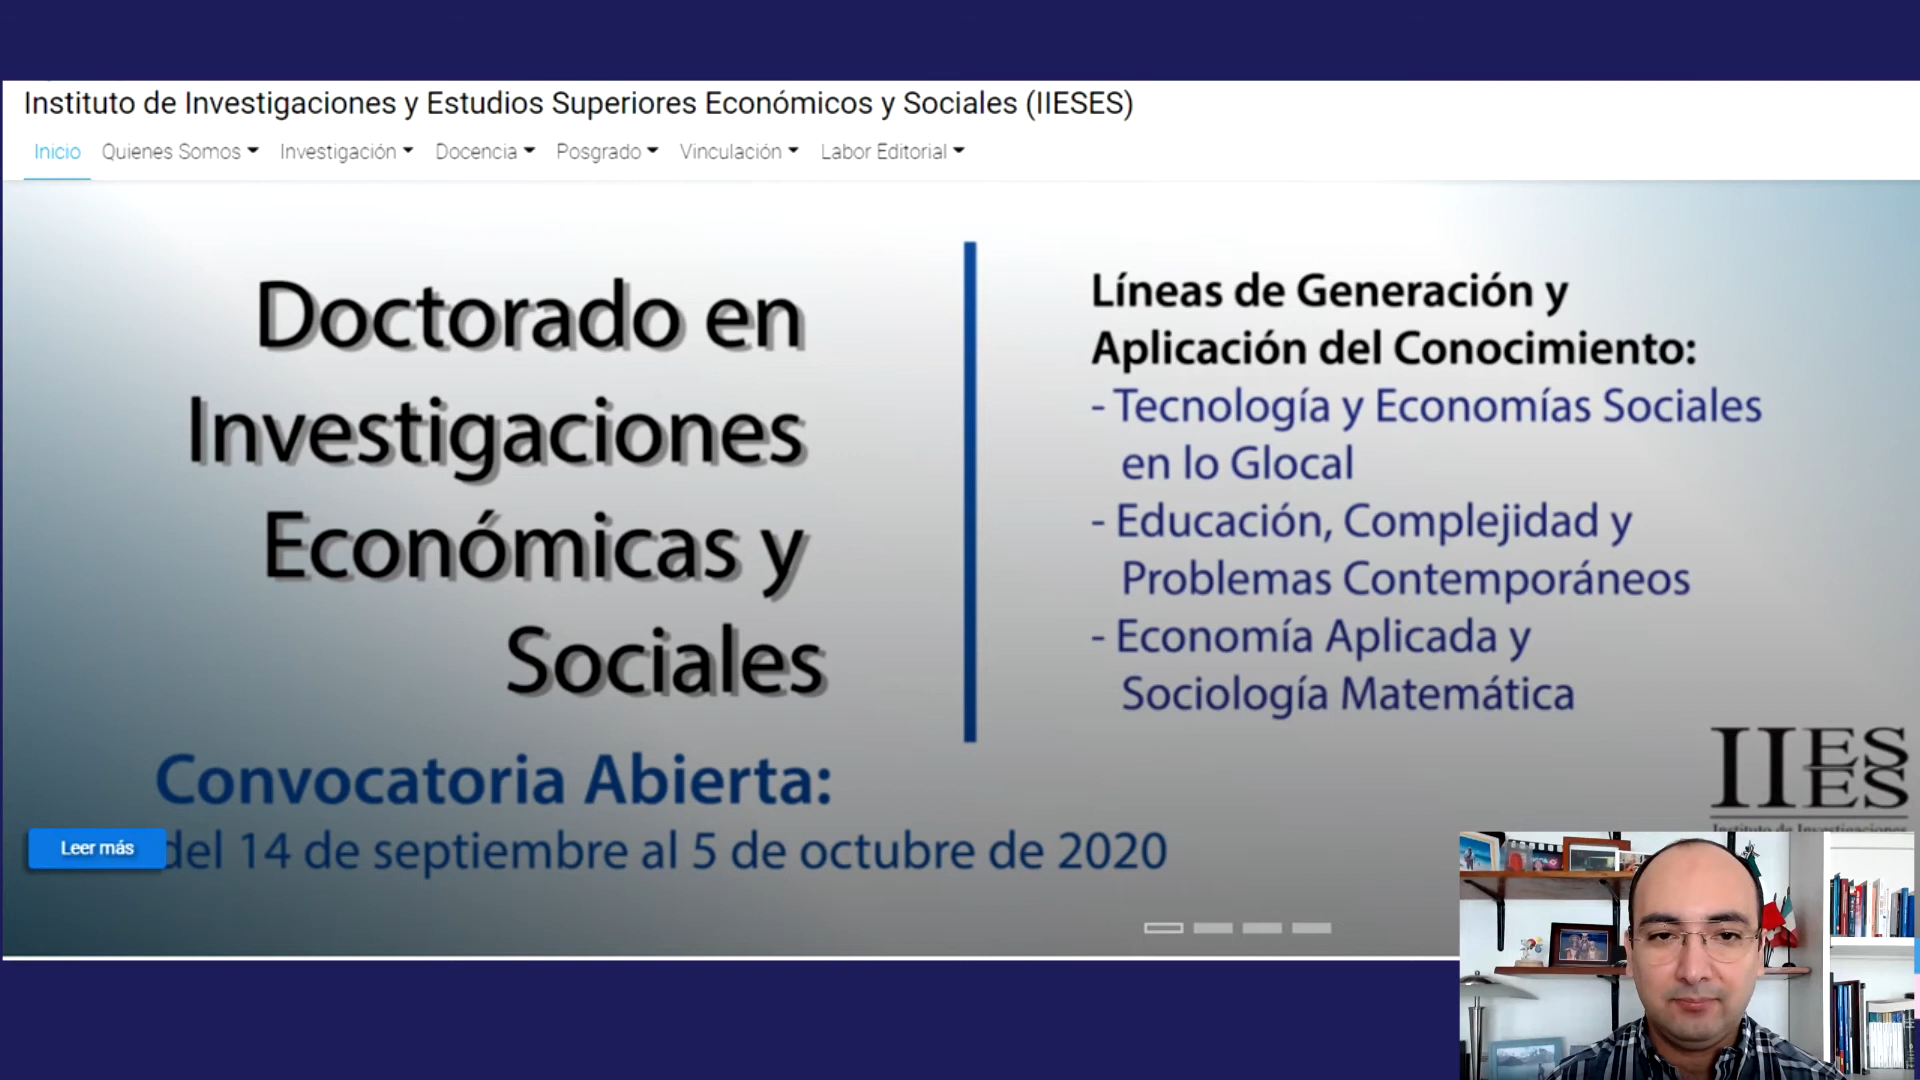 Instituto de Investigaciones y Estudios Superiores Económicos y Sociales (IIESES)
Inicio Quienes Somos Investigación Docencia Posgrado Vinculación Labor Editorial
Doctorado en
Investigaciones
Económicas y
Sociales
Convocatoria Abierta:
del 14 de septiembre al 5 de octubre de 2020
Leer más
Líneas de Generación y
Aplicación del Conocimiento:
- Tecnología y Economías Sociales
en lo Glocal
- Educación, Complejidad y
Problemas Contemporáneos
- Economía Aplicada y
Sociología Matemática
IIESES
Instituto de Investigaciones